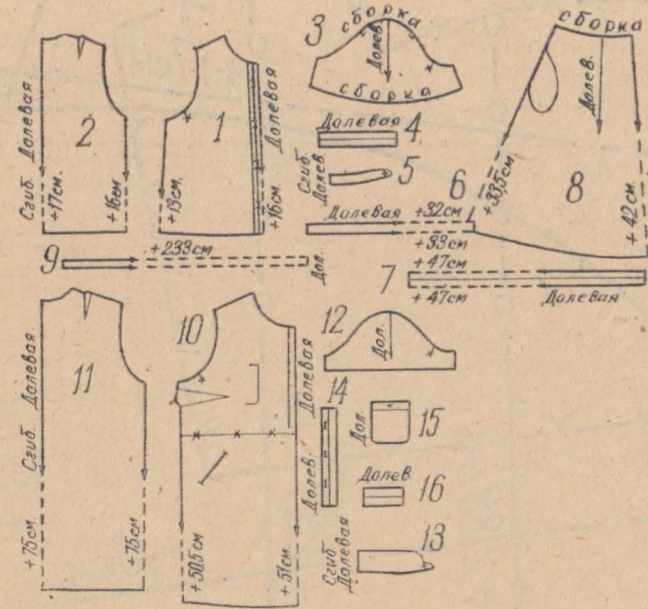 сборка
3
Долев.
сборка
сборка
Долев.
8
+33,5см.
+42см.
Сгиб Долевая
2
+17см.
+16см
1
Долевая
+13см.
+16см
Долевая
4
Сгиб
Долев.
5
6
Долевая
+32см
+33см
9
+233см
Дол.
7
+47см
+47см
Долевая
11
Сгиб Долевая
+75см.
+75см.
10
Долевая
+50,5см
+51см
12
Дол.
14
Долев.
Дол.
15
Долев.
16
Сгиб
Долевая
13